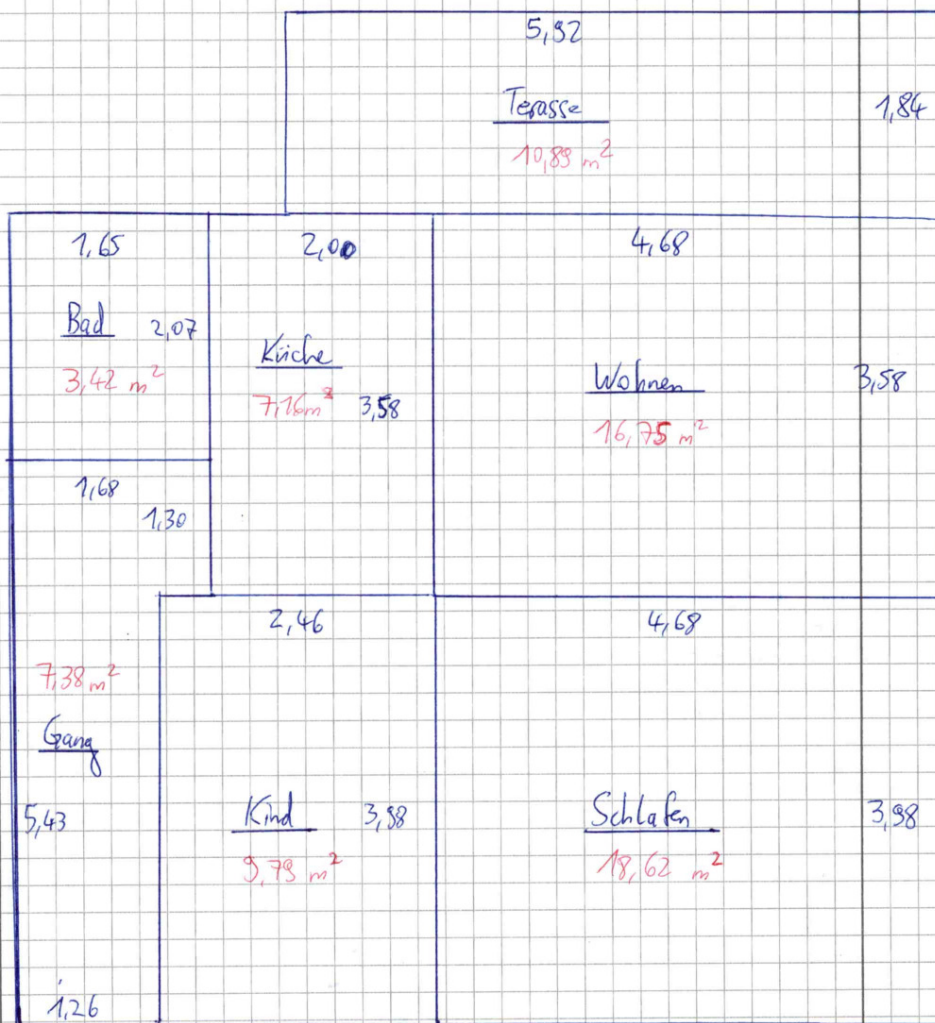 5,92
Terasse
1,84
10,89 m²
1,65
2,00
4,68
Bad
2,07
Küche
3,42 m²
Wohnen
3,58
7,16 m²
3,58
16,75 m²
1,68
1,30
2,46
4,68
7,38 m²
Gang
5,43
Kind
3,98
Schlafen
3,98
9,79 m²
18,62 m²
1,26